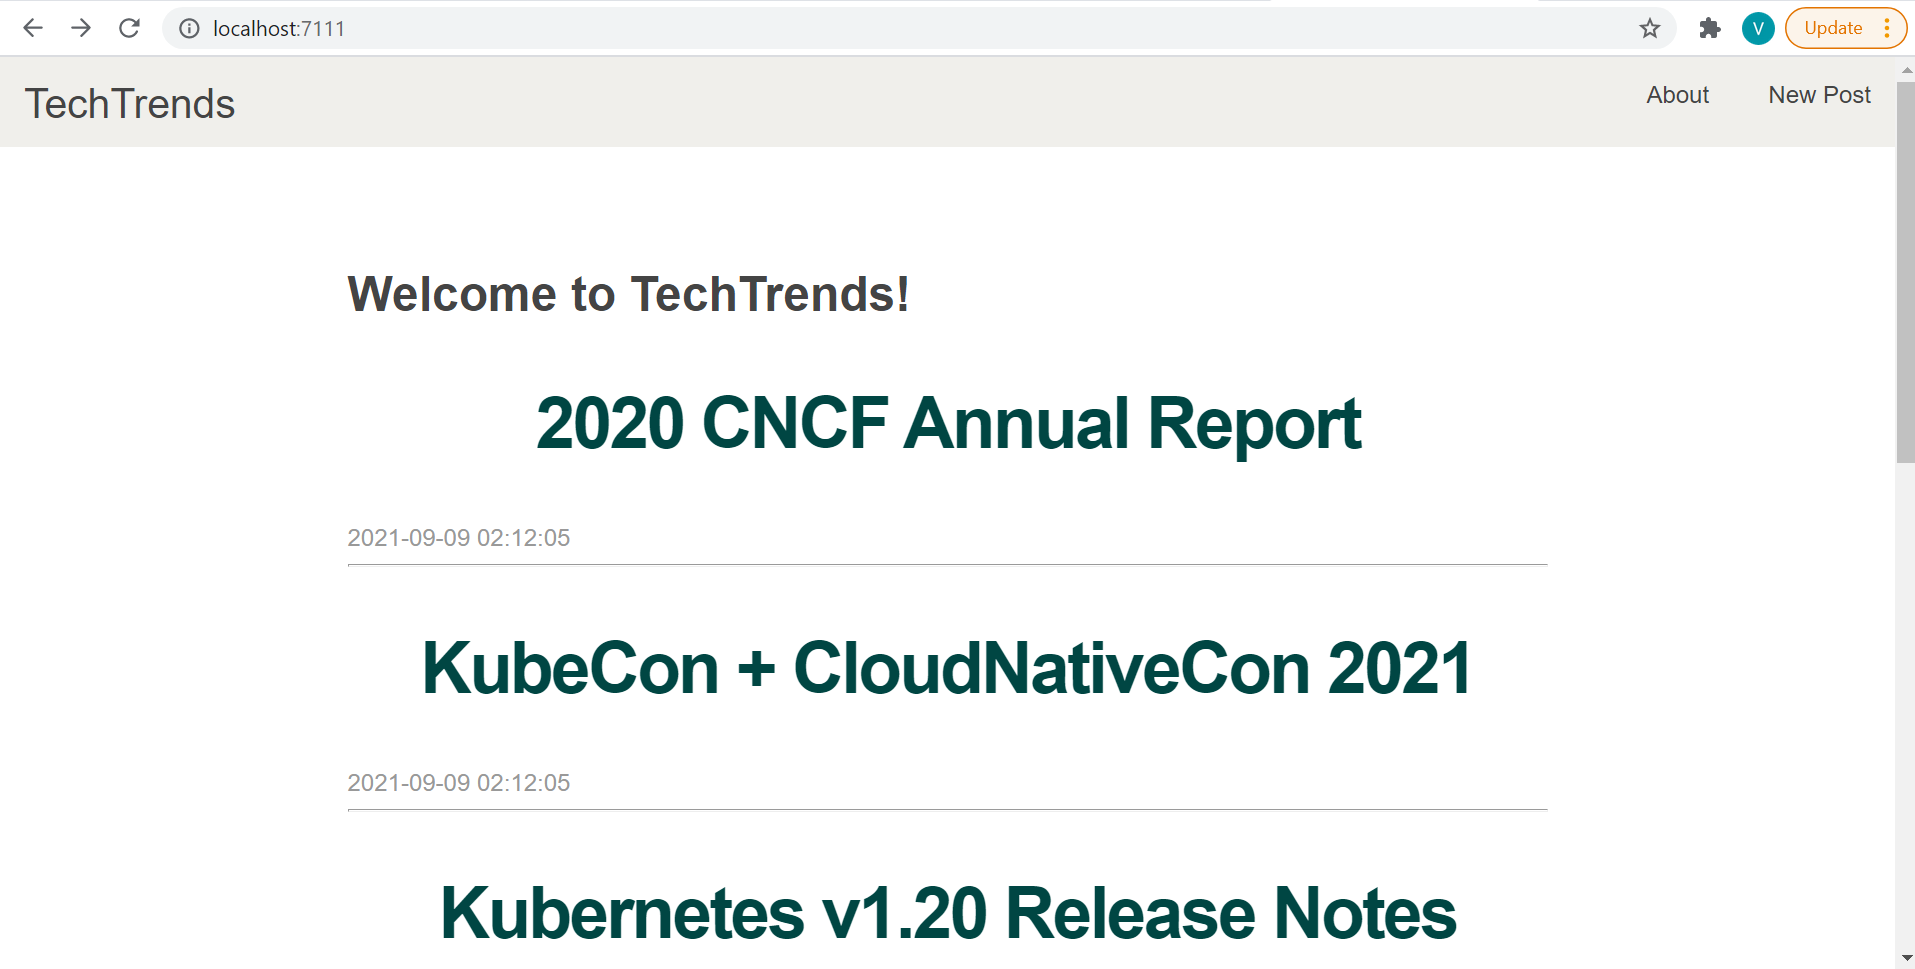 localhost:7111
V
Update
TechTrends
About
New Post
Welcome to TechTrends!
2020 CNCF Annual Report
2021-09-09 02:12:05
KubeCon + CloudNativeCon 2021
2021-09-09 02:12:05
Kubernetes v1.20 Release Notes